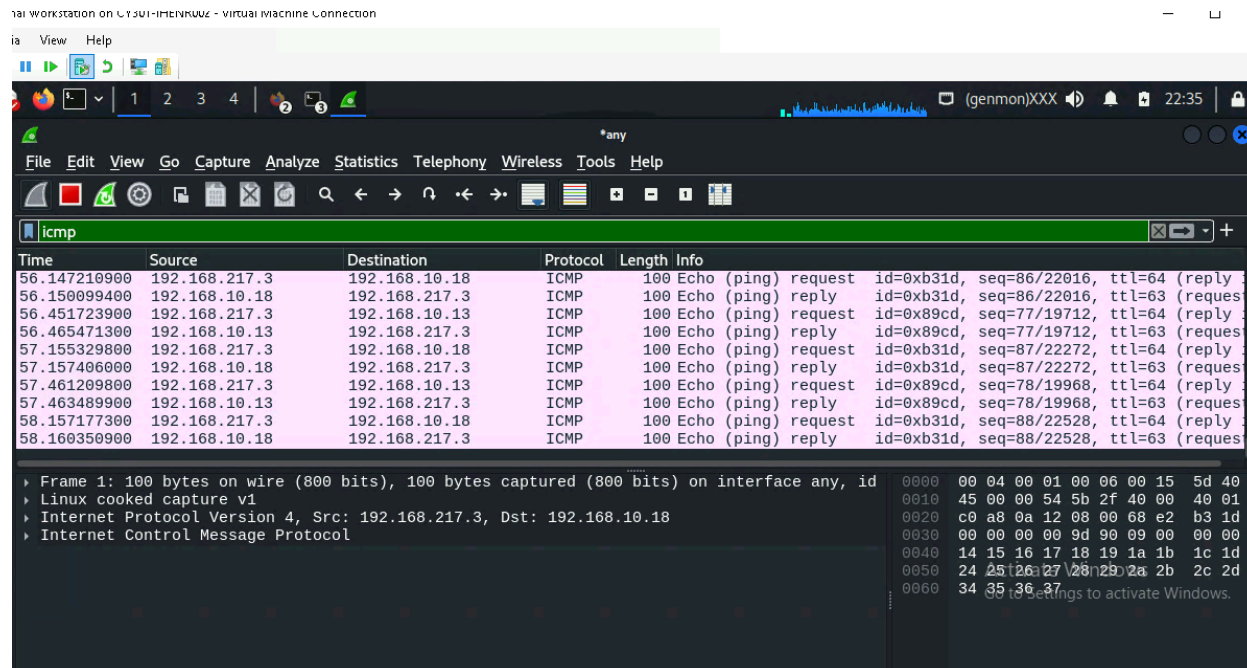 nal Workstation on CY301-IHENR002 - Virtual Machine Connection
ia View Help
1 2 3 4 2 3 (genmon)XXX 22:35
*any
File Edit View Go Capture Analyze Statistics Telephony Wireless Tools Help
icmp
Time Source Destination Protocol Length Info
56.147210900 192.168.217.3 192.168.10.18 ICMP 100 Echo (ping) request id=0xb31d, seq=86/22016, ttl=64 (reply i
56.150099400 192.168.10.18 192.168.217.3 ICMP 100 Echo (ping) reply id=0xb31d, seq=86/22016, ttl=63 (request
56.451723900 192.168.217.3 192.168.10.13 ICMP 100 Echo (ping) request id=0x89cd, seq=77/19712, ttl=64 (reply i
56.465471300 192.168.10.13 192.168.217.3 ICMP 100 Echo (ping) reply id=0x89cd, seq=77/19712, ttl=63 (request
57.155329800 192.168.217.3 192.168.10.18 ICMP 100 Echo (ping) request id=0xb31d, seq=87/22272, ttl=64 (reply i
57.157406000 192.168.10.18 192.168.217.3 ICMP 100 Echo (ping) reply id=0xb31d, seq=87/22272, ttl=63 (request
57.461209800 192.168.217.3 192.168.10.13 ICMP 100 Echo (ping) request id=0x89cd, seq=78/19968, ttl=64 (reply i
57.463489900 192.168.10.13 192.168.217.3 ICMP 100 Echo (ping) reply id=0x89cd, seq=78/19968, ttl=63 (request
58.157177300 192.168.217.3 192.168.10.18 ICMP 100 Echo (ping) request id=0xb31d, seq=88/22528, ttl=64 (reply i
58.160350900 192.168.10.18 192.168.217.3 ICMP 100 Echo (ping) reply id=0xb31d, seq=88/22528, ttl=63 (request
Frame 1: 100 bytes on wire (800 bits), 100 bytes captured (800 bits) on interface any, id
Linux cooked capture v1
Internet Protocol Version 4, Src: 192.168.217.3, Dst: 192.168.10.18
Internet Control Message Protocol
0000 00 04 00 01 00 06 00 15 5d 40
0010 45 00 00 54 5b 2f 40 00 40 01
0020 c0 a8 0a 12 08 00 68 e2 b3 1d
0030 00 00 00 00 9d 90 09 00 00 00
0040 14 15 16 17 18 19 1a 1b 1c 1d
0050 24 25 26 27 28 29 2a 2b 2c 2d
0060 34 35 36 37
Activate Windows
Go to Settings to activate Windows.